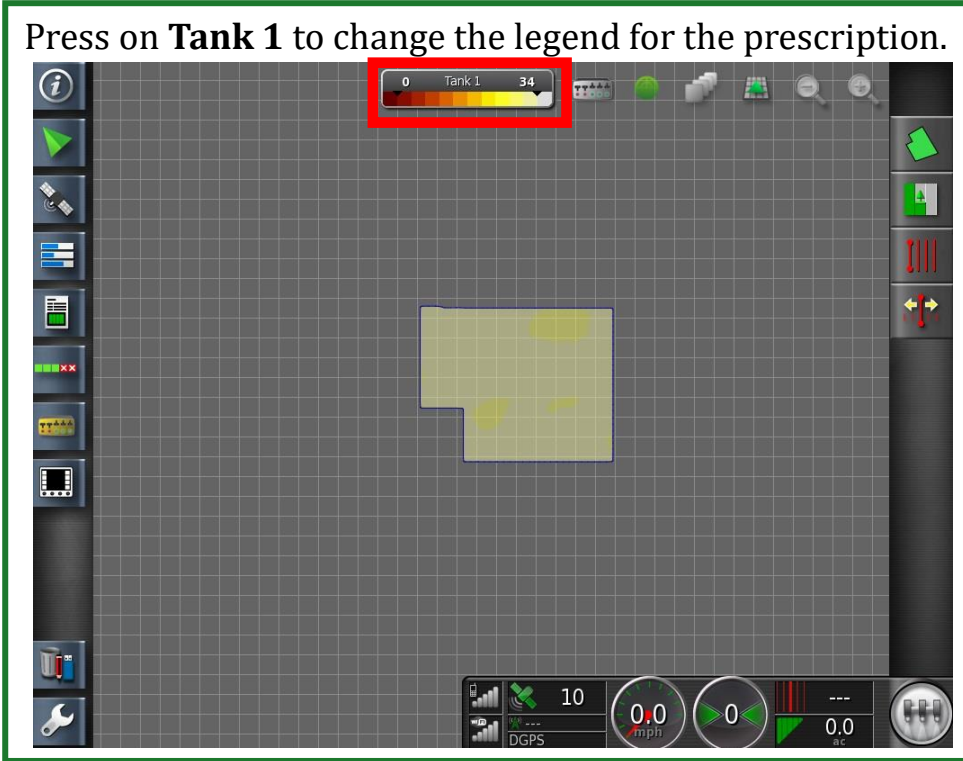 Press on Tank 1 to change the legend for the prescription.
0 Tank 1 34
10
---
DGPS
0.0
mph
0
---
0.0
ac